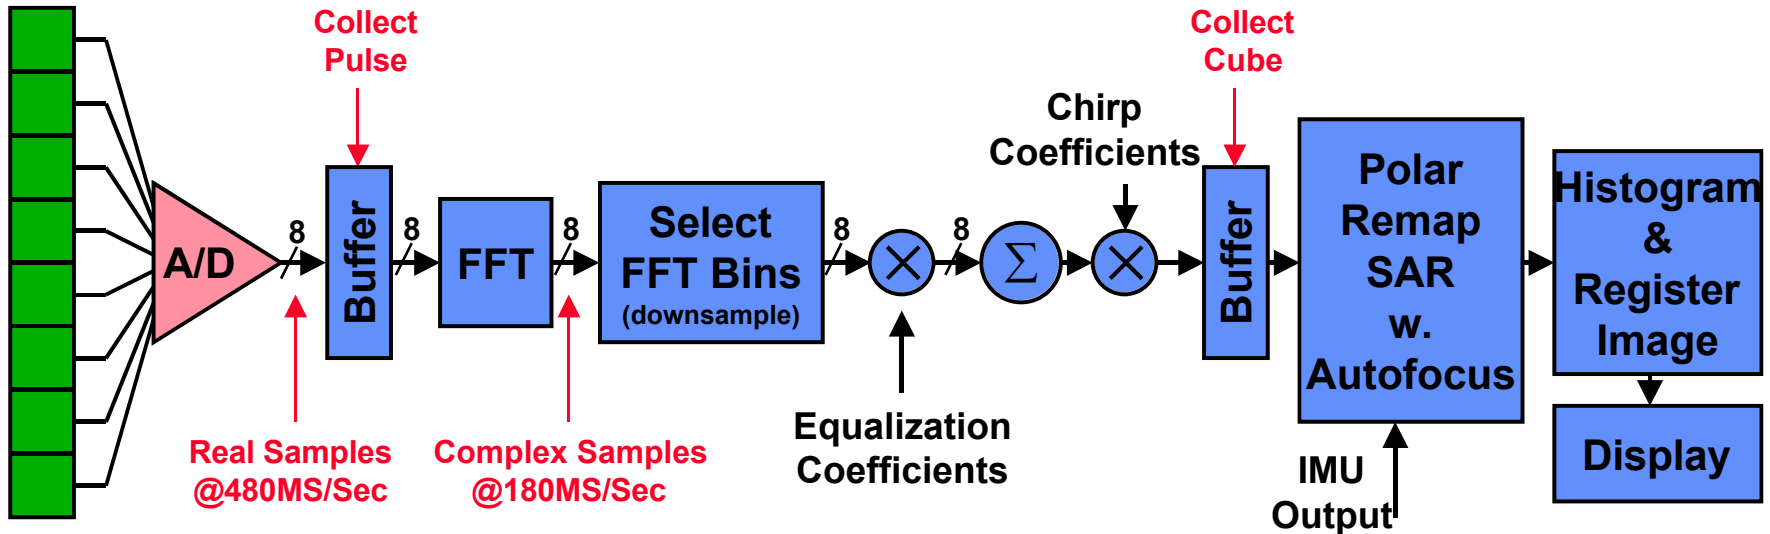 Collect
Pulse
Collect
Cube
Chirp
Coefficients
A/D
8
Buffer
8
FFT
8
Select
FFT Bins
(downsample)
8
8
Σ
Buffer
Polar
Remap
SAR
w.
Autofocus
Histogram
&
Register
Image
Display
Real Samples
@480MS/Sec
Complex Samples
@180MS/Sec
Equalization
Coefficients
IMU
Output